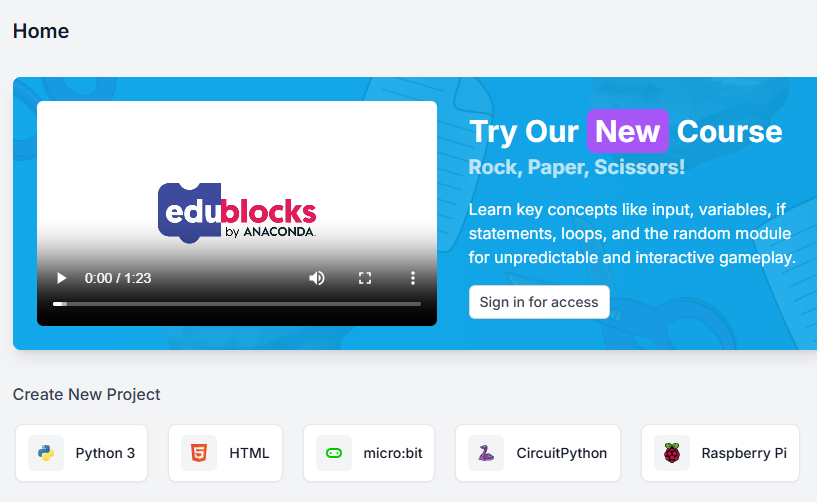 Home
Try Our New Course
Rock, Paper, Scissors!
edublocks
by ANACONDA.
Learn key concepts like input, variables, if
statements, loops, and the random module
for unpredictable and interactive gameplay.
0:00 / 1:23
Sign in for access
Create New Project
Python 3
HTML
micro:bit
CircuitPython
Raspberry Pi